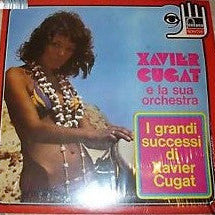 XAVIER
CUGAT
e la sua
orchestra
I grandi
successi
di
Xavier
Cugat